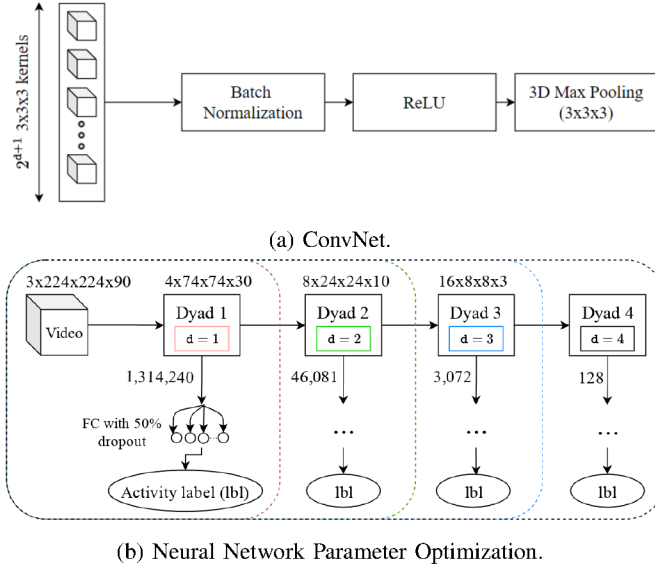 2^{d+1} 3x3x3 kernels
Batch
Normalization
ReLU
3D Max Pooling
(3x3x3)
(a) ConvNet.
3x224x224x90
4x74x74x30
8x24x24x10
16x8x8x3
Video
Dyad 1
d = 1
Dyad 2
d = 2
Dyad 3
d = 3
Dyad 4
d = 4
1,314,240
46,081
3,072
128
FC with 50%
dropout
...
...
...
Activity label (lbl)
lbl
lbl
lbl
(b) Neural Network Parameter Optimization.